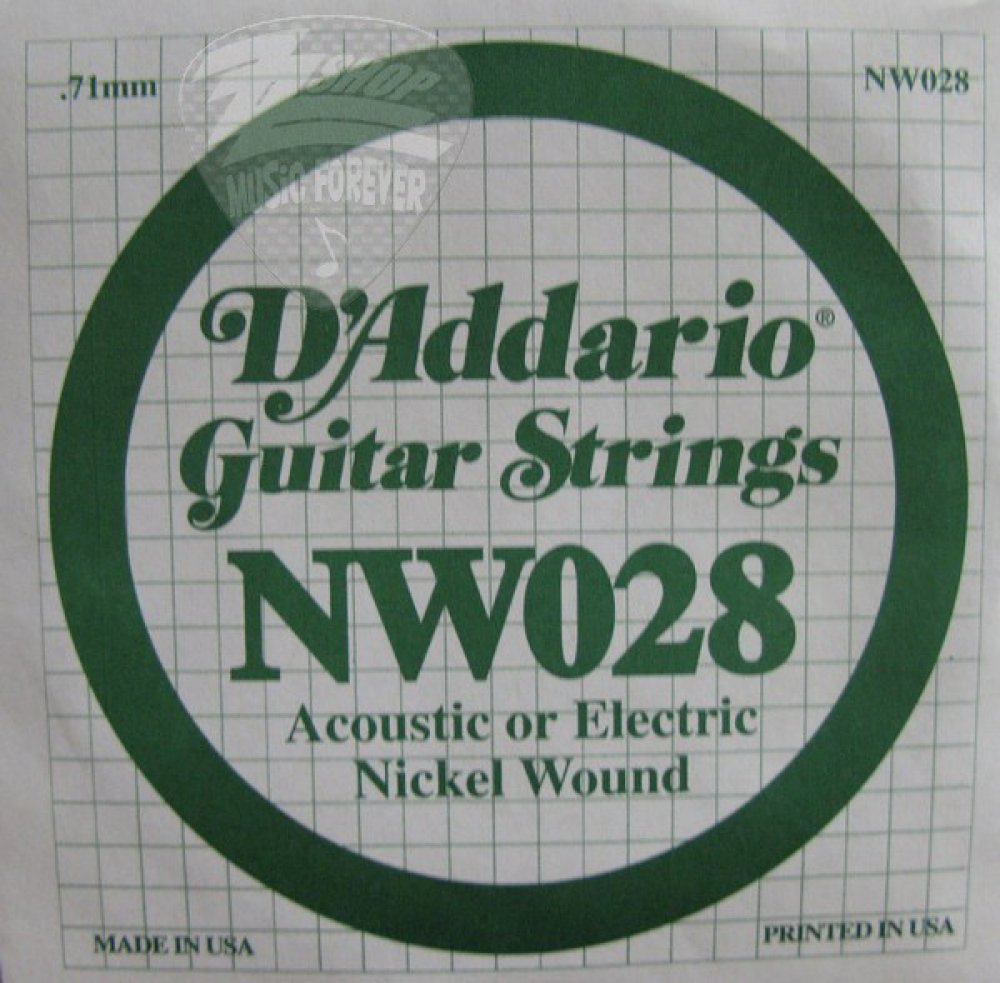 .71mm
NW028
SHOP
MUSIC FOREVER
D'Addario®
Guitar Strings
NW028
Acoustic or Electric
Nickel Wound
MADE IN USA
PRINTED IN USA